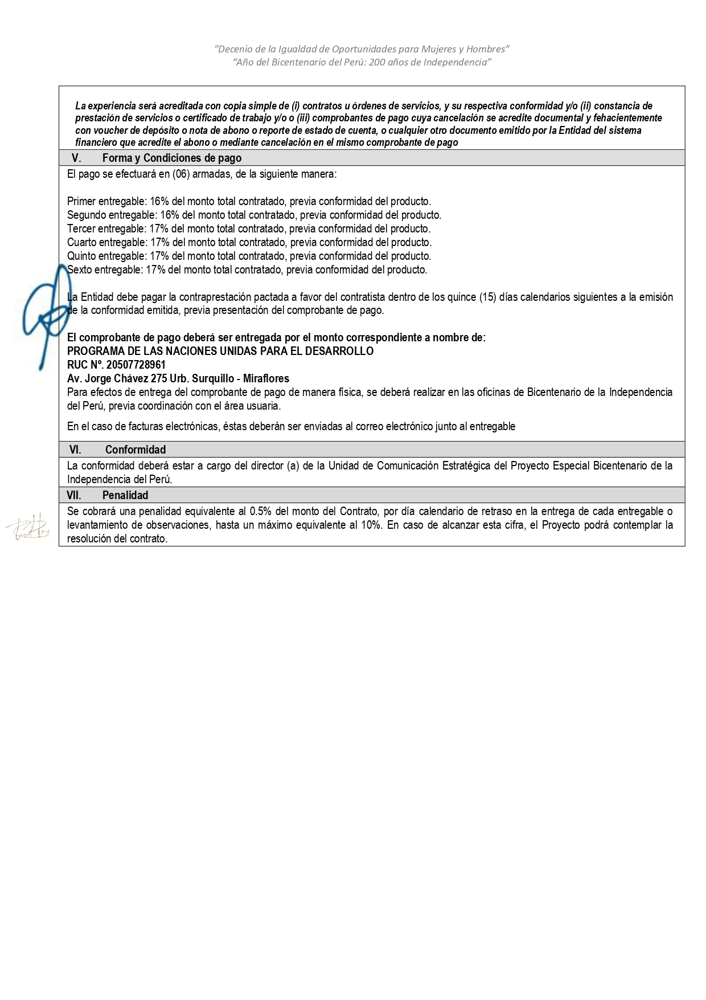 "Decenio de la Igualdad de Oportunidades para Mujeres y Hombres”
“Año del Bicentenario del Perú: 200 años de Independencia”
La experiencia será acreditada con copia simple de (i) contratos u órdenes de servicios, y su respectiva conformidad y/o (ii) constancia de
prestación de servicios o certificado de trabajo y/o o (iii) comprobantes de pago cuya cancelación se acredite documental y fehacientemente
con voucher de depósito o nota de abono o reporte de estado de cuenta, o cualquier otro documento emitido por la Entidad del sistema
financiero que acredite el abono o mediante cancelación en el mismo comprobante de pago
V. Forma y Condiciones de pago
El pago se efectuará en (06) armadas, de la siguiente manera:
Primer entregable: 16% del monto total contratado, previa conformidad del producto.
Segundo entregable: 16% del monto total contratado, previa conformidad del producto.
Tercer entregable: 17% del monto total contratado, previa conformidad del producto.
Cuarto entregable: 17% del monto total contratado, previa conformidad del producto.
Quinto entregable: 17% del monto total contratado, previa conformidad del producto.
Sexto entregable: 17% del monto total contratado, previa conformidad del producto.
La Entidad debe pagar la contraprestación pactada a favor del contratista dentro de los quince (15) días calendarios siguientes a la emisión
de la conformidad emitida, previa presentación del comprobante de pago.
El comprobante de pago deberá ser entregada por el monto correspondiente a nombre de:
PROGRAMA DE LAS NACIONES UNIDAS PARA EL DESARROLLO
RUC Nº. 20507728961
Av. Jorge Chávez 275 Urb. Surquillo - Miraflores
Para efectos de entrega del comprobante de pago de manera física, se deberá realizar en las oficinas de Bicentenario de la Independencia
del Perú, previa coordinación con el área usuaria.
En el caso de facturas electrónicas, éstas deberán ser enviadas al correo electrónico junto al entregable
VI. Conformidad
La conformidad deberá estar a cargo del director (a) de la Unidad de Comunicación Estratégica del Proyecto Especial Bicentenario de la
Independencia del Perú.
VII. Penalidad
Se cobrará una penalidad equivalente al 0.5% del monto del Contrato, por día calendario de retraso en la entrega de cada entregable o
levantamiento de observaciones, hasta un máximo equivalente al 10%. En caso de alcanzar esta cifra, el Proyecto podrá contemplar la
resolución del contrato.